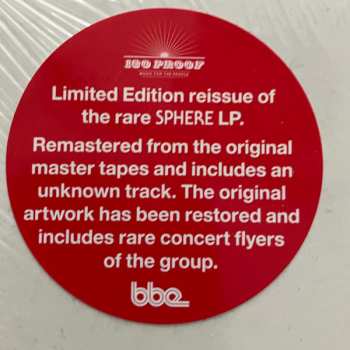 180 PROOF
MUSIC FOR THE PEOPLE
Limited Edition reissue of
the rare SPHERE LP.
Remastered from the original
master tapes and includes an
unknown track. The original
artwork has been restored and
includes rare concert flyers
of the group.
bbe